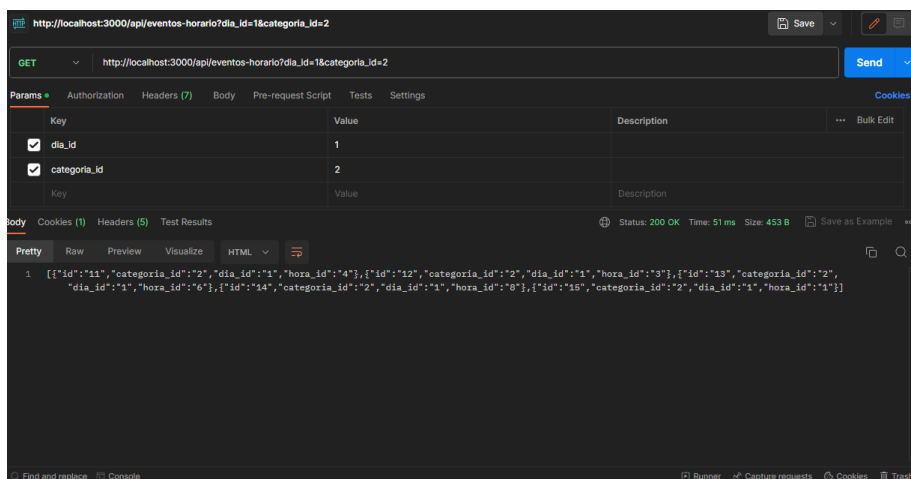 HTTP http://localhost:3000/api/eventos-horario?dia_id=1&categoria_id=2 Save
GET http://localhost:3000/api/eventos-horario?dia_id=1&categoria_id=2 Send
Params Authorization Headers (7) Body Pre-request Script Tests Settings Cookies
Key Value Description ••• Bulk Edit
dia_id 1
categoria_id 2
Key Value Description
Body Cookies (1) Headers (5) Test Results Status: 200 OK Time: 51 ms Size: 453 B Save as Example
Pretty Raw Preview Visualize HTML
1 [{"id":"11","categoria_id":"2","dia_id":"1","hora_id":"4"},{"id":"12","categoria_id":"2","dia_id":"1","hora_id":"3"},{"id":"13","categoria_id":"2",
"dia_id":"1","hora_id":"6"},{"id":"14","categoria_id":"2","dia_id":"1","hora_id":"8"},{"id":"15","categoria_id":"2","dia_id":"1","hora_id":"1"}]
Find and replace Console Runner Capture requests Cookies Trash